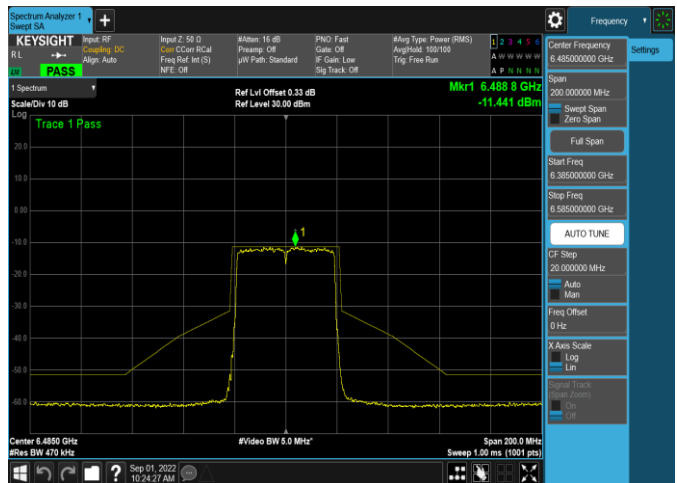 Spectrum Analyzer 1
Swept SA
+
Frequency
KEYSIGHT
RL
LXI
PASS
Input: RF
Coupling: DC
Align: Auto
Input Z: 50 Ω
Corr CCorr RCal
Freq Ref: Int (S)
NFE: Off
#Atten: 16 dB
Preamp: Off
µW Path: Standard
PNO: Fast
Gate: Off
IF Gain: Low
Sig Track: Off
#Avg Type: Power (RMS)
Avg|Hold: 100/100
Trig: Free Run
1 2 3 4 5 6
A W W W W W
A P N N N N
1 Spectrum
Scale/Div 10 dB
Ref Lvl Offset 0.33 dB
Ref Level 30.00 dBm
Mkr1 6.488 8 GHz
-11.441 dBm
Log
Trace 1 Pass
20.0
10.0
0.00
-10.0
-20.0
-30.0
-40.0
-50.0
-60.0
1
Center 6.4850 GHz
#Res BW 470 kHz
#Video BW 5.0 MHz*
Span 200.0 MHz
Sweep 1.00 ms (1001 pts)
Center Frequency
6.485000000 GHz
Settings
Span
200.000000 MHz
Swept Span
Zero Span
Full Span
Start Freq
6.385000000 GHz
Stop Freq
6.585000000 GHz
AUTO TUNE
CF Step
20.000000 MHz
Auto
Man
Freq Offset
0 Hz
X Axis Scale
Log
Lin
Signal Track
(Span Zoom)
On
Off
?
Sep 01, 2022
10:24:27 AM